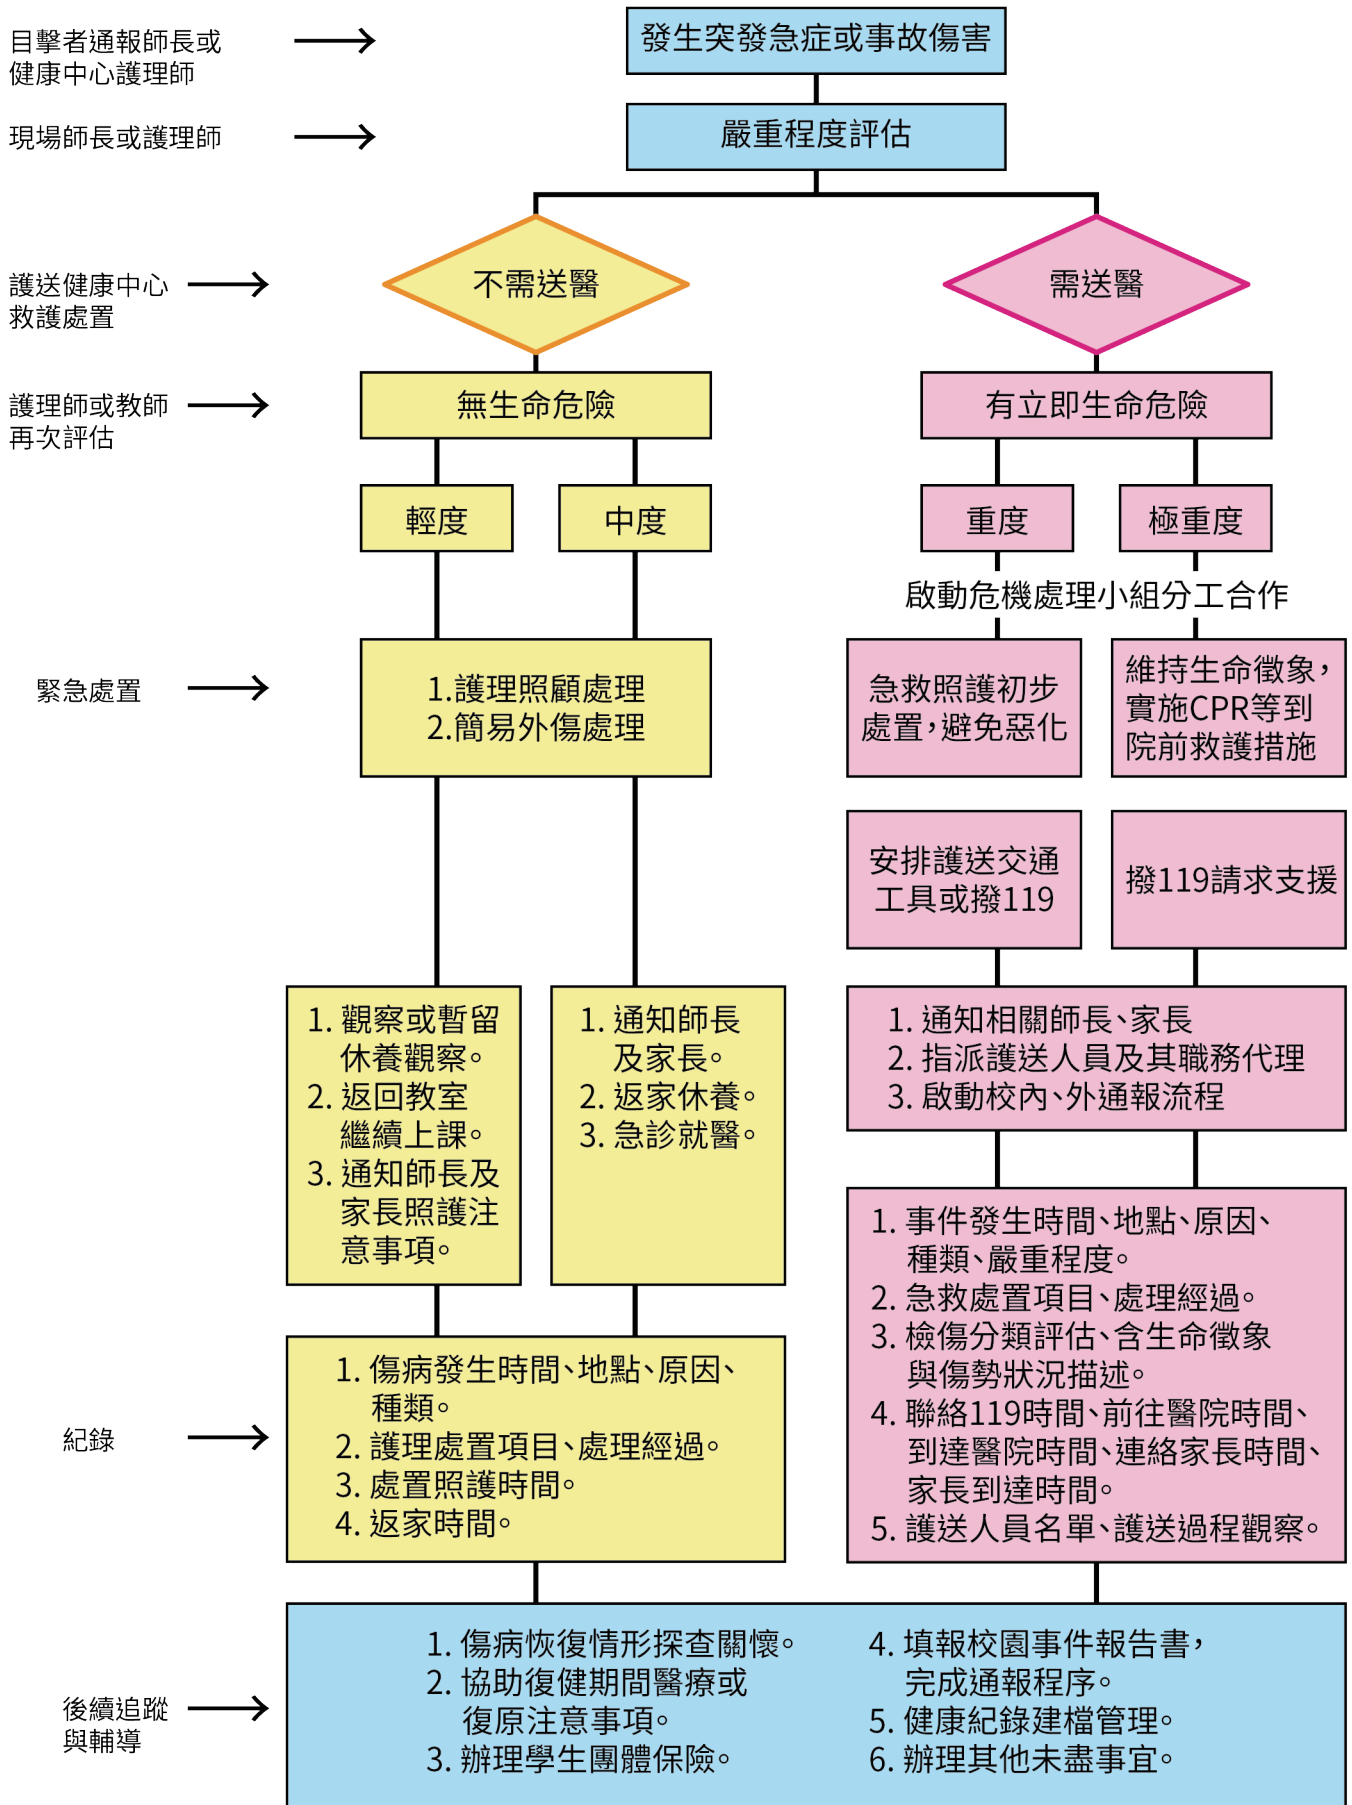 目擊者通報師長或
健康中心護理師
發生突發急症或事故傷害
現場師長或護理師
嚴重程度評估
護送健康中心
救護處置
不需送醫
需送醫
護理師或教師
再次評估
無生命危險
有立即生命危險
輕度
中度
重度
極重度
啟動危機處理小組分工合作
緊急處置
1.護理照顧處理
2.簡易外傷處理
急救照護初步
處置，避免惡化
維持生命徵象，
實施CPR等到
院前救護措施
安排護送交通
工具或撥119
撥119請求支援
1. 觀察或暫留
休養觀察。
2. 返回教室
繼續上課。
3. 通知師長及
家長照護注
意事項。
1. 通知師長
及家長。
2. 返家休養。
3. 急診就醫。
1. 通知相關師長、家長
2. 指派護送人員及其職務代理
3. 啟動校內、外通報流程
紀錄
1. 傷病發生時間、地點、原因、
種類。
2. 護理處置項目、處理經過。
3. 處置照護時間。
4. 返家時間。
1. 事件發生時間、地點、原因、
種類、嚴重程度。
2. 急救處置項目、處理經過。
3. 檢傷分類評估、含生命徵象
與傷勢狀況描述。
4. 聯絡119時間、前往醫院時間、
到達醫院時間、連絡家長時間、
家長到達時間。
5. 護送人員名單、護送過程觀察。
後續追蹤
與輔導
1. 傷病恢復情形探查關懷。
2. 協助復健期間醫療或
復原注意事項。
3. 辦理學生團體保險。
4. 填報校園事件報告書，
完成通報程序。
5. 健康紀錄建檔管理。
6. 辦理其他未盡事宜。